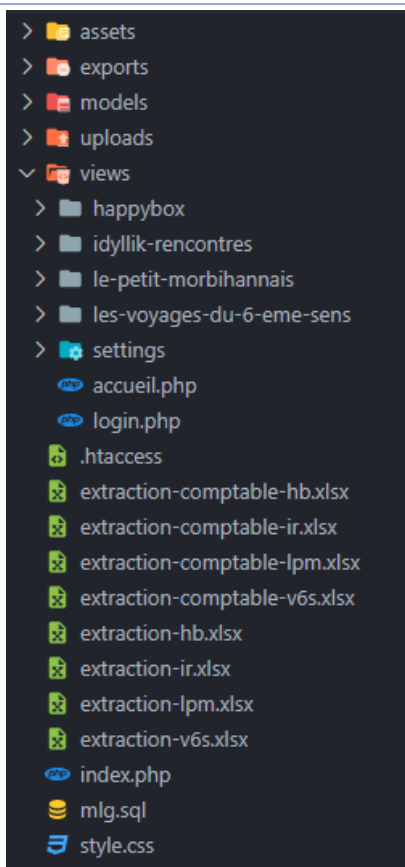 assets
exports
models
uploads
views
happybox
idyllik-rencontres
le-petit-morbihannais
les-voyages-du-6-eme-sens
settings
accueil.php
login.php
.htaccess
extraction-comptable-hb.xlsx
extraction-comptable-ir.xlsx
extraction-comptable-lpm.xlsx
extraction-comptable-v6s.xlsx
extraction-hb.xlsx
extraction-ir.xlsx
extraction-lpm.xlsx
extraction-v6s.xlsx
index.php
mlg.sql
style.css